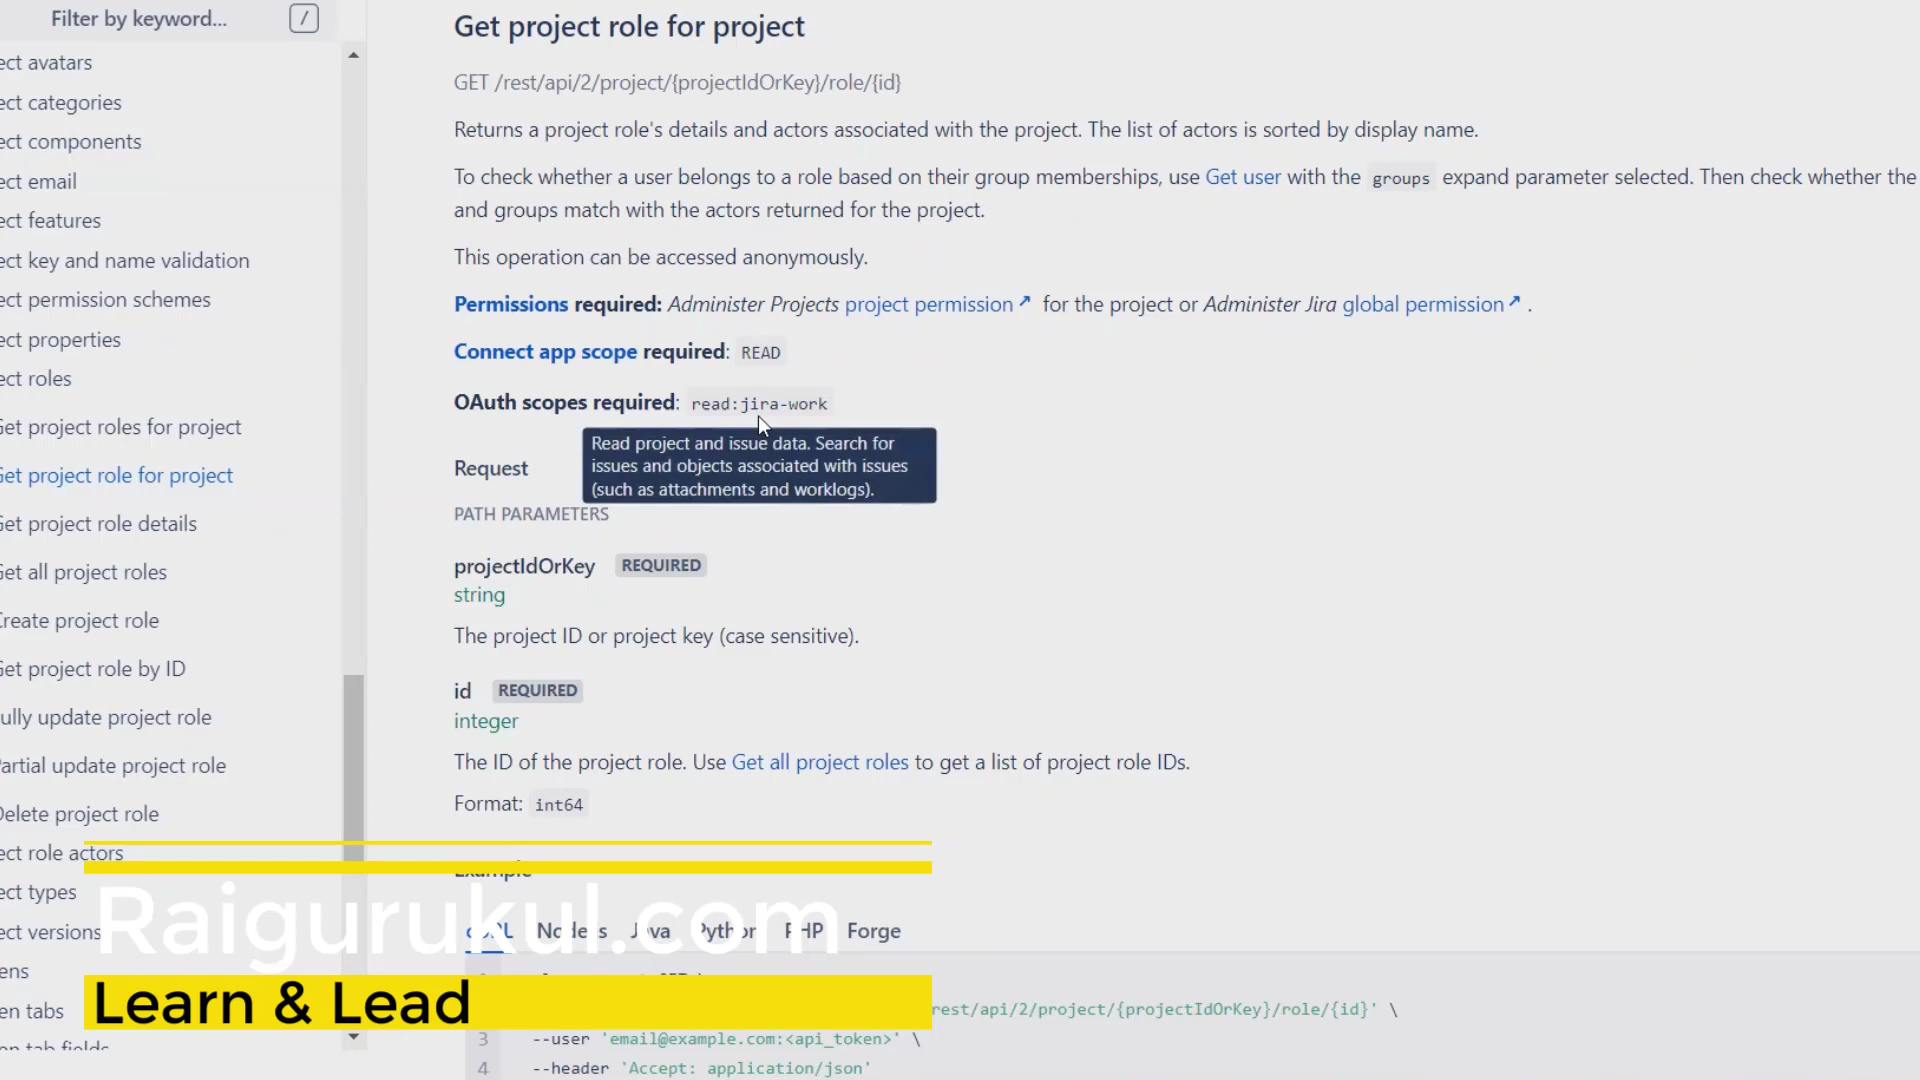 Filter by keyword...
/
ect avatars
ect categories
ect components
ect email
ect features
ect key and name validation
ect permission schemes
ect properties
ect roles
Get project roles for project
Get project role for project
Get project role details
Get all project roles
Create project role
Get project role by ID
ully update project role
Partial update project role
Delete project role
ect role actors
ect types
ect versions
ens
en tabs
en tab fields
Get project role for project
GET /rest/api/2/project/{projectIdOrKey}/role/{id}
Returns a project role's details and actors associated with the project. The list of actors is sorted by display name.
To check whether a user belongs to a role based on their group memberships, use Get user with the groups expand parameter selected. Then check whether the
and groups match with the actors returned for the project.
This operation can be accessed anonymously.
Permissions required: Administer Projects project permission for the project or Administer Jira global permission .
Connect app scope required: READ
OAuth scopes required: read:jira-work
Read project and issue data. Search for
issues and objects associated with issues
(such as attachments and worklogs).
Request
PATH PARAMETERS
projectIdOrKey REQUIRED
string
The project ID or project key (case sensitive).
id REQUIRED
integer
The ID of the project role. Use Get all project roles to get a list of project role IDs.
Format: int64
Example
cURL Node.js Java Python PHP Forge
Raigurukul.com
Learn & Lead
rest/api/2/project/{projectIdOrKey}/role/{id}' \
3 --user 'email@example.com:<api_token>' \
4 --header 'Accept: application/json'